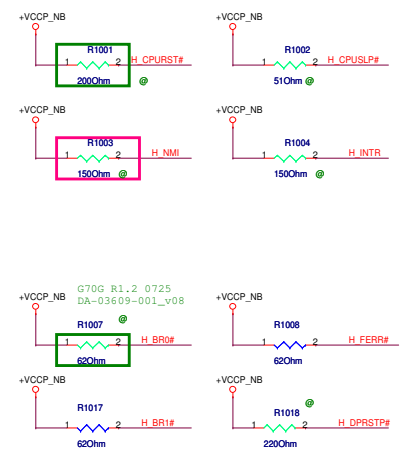 +VCCP_NB
+VCCP_NB
R1001
R1002
1 2 H_CPURST#
1 2 H_CPUSLP#
200Ohm @
51Ohm @
+VCCP_NB
+VCCP_NB
R1003
R1004
1 2 H_NMI
1 2 H_INTR
150Ohm @
150Ohm @
G70G R1.2 0725
DA-03609-001_v08
+VCCP_NB
+VCCP_NB
@
R1007
R1008
1 2 H_BR0#
1 2 H_FERR#
62Ohm
62Ohm
+VCCP_NB
+VCCP_NB
@
R1017
R1018
1 2 H_BR1#
1 2 H_DPRSTP#
62Ohm
220Ohm